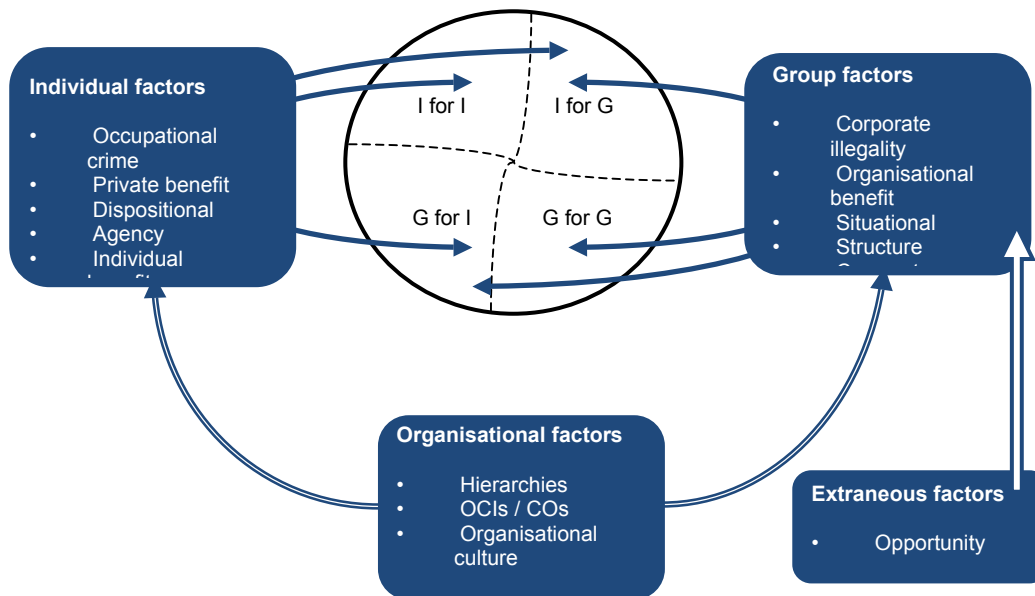 Individual factors
• Occupational
crime
• Private benefit
• Dispositional
• Agency
• Individual
I for I
I for G
G for I
G for G
Group factors
• Corporate
illegality
• Organisational
benefit
• Situational
• Structure
Organisational factors
• Hierarchies
• OCIs / COs
• Organisational
culture
Extraneous factors
• Opportunity